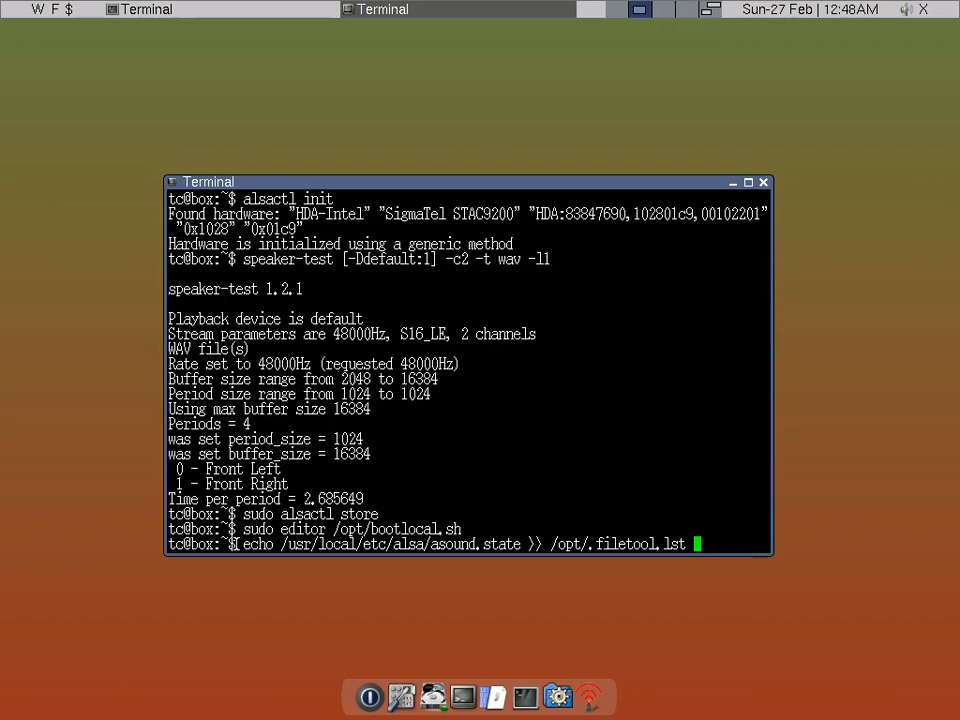 W F $ Terminal Terminal Sun-27 Feb | 12:48AM X
Terminal
tc@box:~$ alsactl init
Found hardware: "HDA-Intel" "SigmaTel STAC9200" "HDA:83847690,102801c9,00102201"
"0x1028" "0x01c9"
Hardware is initialized using a generic method
tc@box:~$ speaker-test [-Ddefault:1] -c2 -t wav -l1
speaker-test 1.2.1
Playback device is default
Stream parameters are 48000Hz, S16_LE, 2 channels
WAV file(s)
Rate set to 48000Hz (requested 48000Hz)
Buffer size range from 2048 to 16384
Period size range from 1024 to 1024
Using max buffer size 16384
Periods = 4
was set period_size = 1024
was set buffer_size = 16384
0 - Front Left
1 - Front Right
Time per period = 2.685649
tc@box:~$ sudo alsactl store
tc@box:~$ sudo editor /opt/bootlocal.sh
tc@box:~$ echo /usr/local/etc/alsa/asound.state >> /opt/.filetool.lst